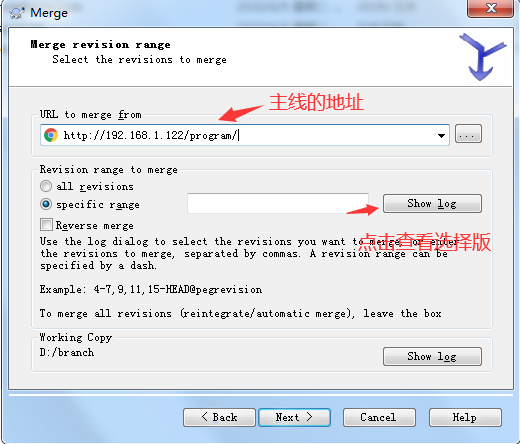 Merge
Merge revision range
Select the revisions to merge
主线的地址
URL to merge from
http://192.168.1.122/program/
...
Revision range to merge
all revisions
specific range
Show log
Reverse merge
点击查看选择版
Use the log dialog to select the revisions you want to merge, or enter
the revisions to merge, separated by commas. A revision range can be
specified by a dash.
Example: 4-7,9,11,15-HEAD@pegrevision
To merge all revisions (reintegrate/automatic merge), leave the box
Working Copy
D:/branch
Show log
< Back
Next >
Cancel
Help